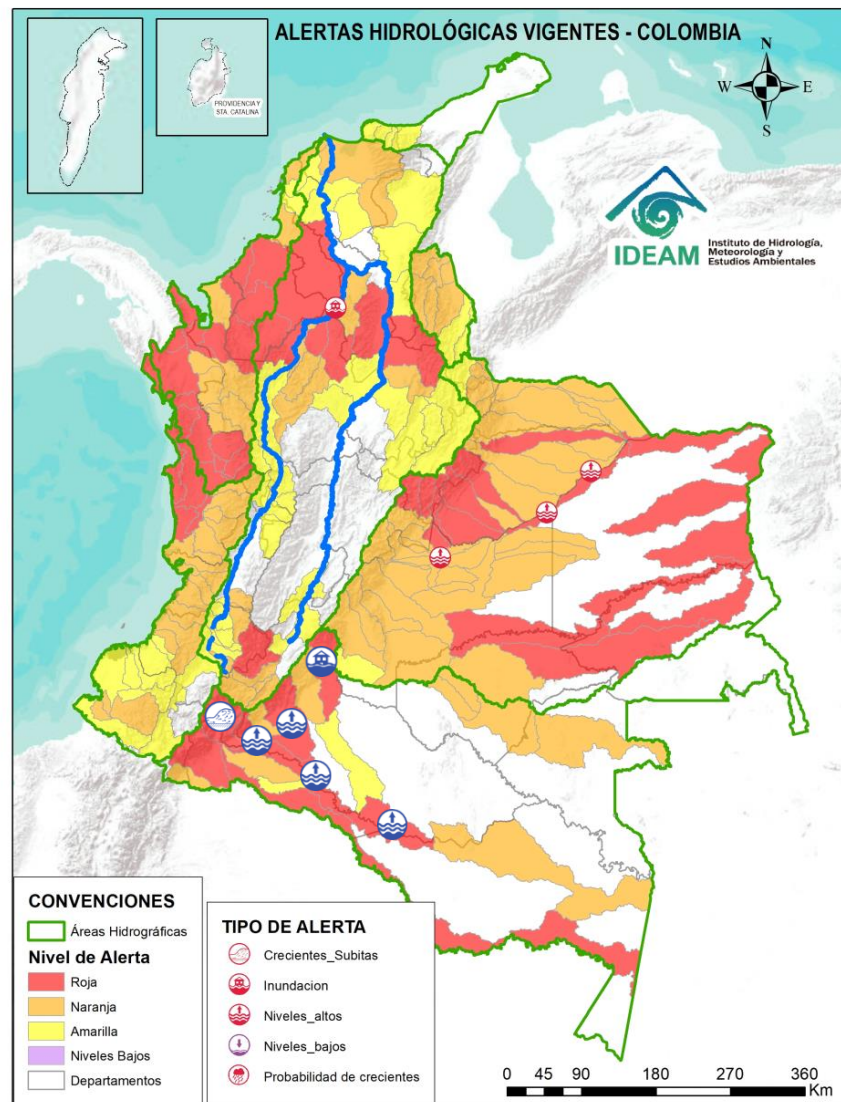 ALERTAS HIDROLÓGICAS VIGENTES - COLOMBIA
PROVIDENCIA Y
STA. CATALINA
N
W
E
S
IDEAM
Instituto de Hidrología,
Meteorología y
Estudios Ambientales
CONVENCIONES
Áreas Hidrográficas
Nivel de Alerta
Roja
Naranja
Amarilla
Niveles Bajos
Departamentos
TIPO DE ALERTA
Crecientes_Subitas
Inundacion
Niveles_altos
Niveles_bajos
Probabilidad de crecientes
0 45 90 180 270 360
Km